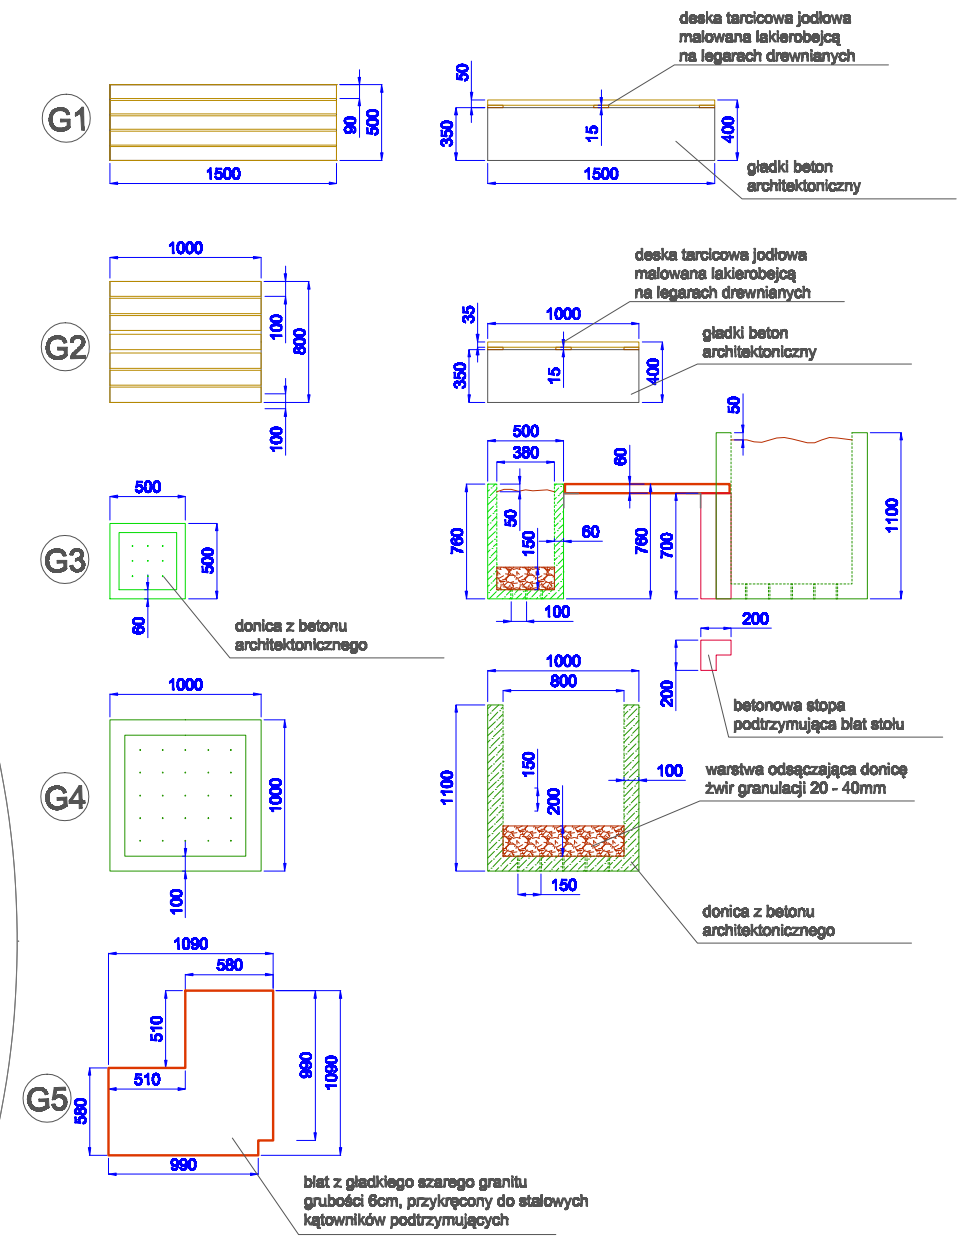 deska tarcicowa jodłowa
malowana lakierobejcą
na legarach drewnianych
G1
90
500
1500
50
350
15
400
1500
gładki beton
architektoniczny
G2
1000
100
800
100
deska tarcicowa jodłowa
malowana lakierobejcą
na legarach drewnianych
35
1000
350
15
400
gładki beton
architektoniczny
G3
500
500
60
donica z betonu
architektonicznego
500
380
60
50
760
50
150
60
760
700
1100
100
200
200
betonowa stopa
podtrzymująca blat stołu
G4
1000
1000
100
1000
800
1100
150
200
100
150
warstwa odsączająca donicę
żwir granulacji 20 - 40mm
donica z betonu
architektonicznego
G5
1090
580
510
510
580
990
1090
990
blat z gładkiego szarego granitu
grubości 6cm, przykręcony do stalowych
kątowników podtrzymujących